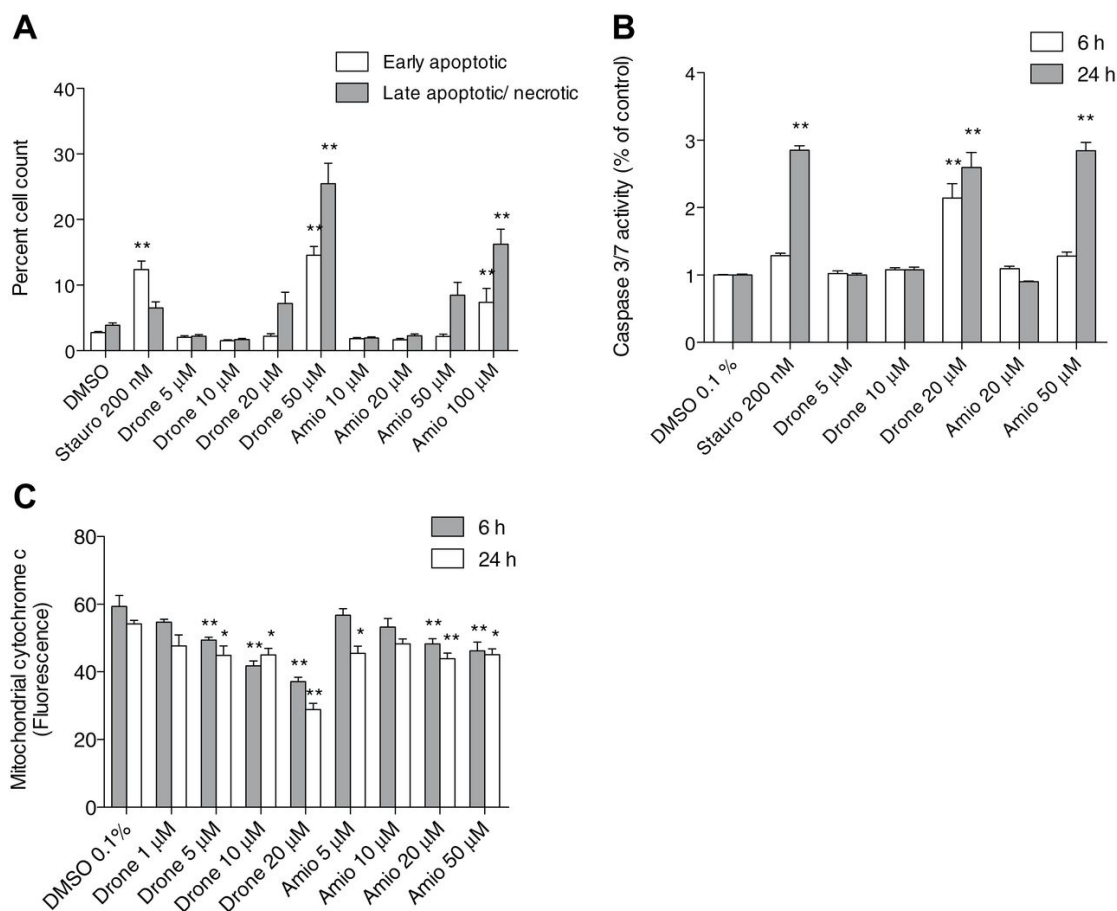 A
Early apoptotic
Late apoptotic/ necrotic
Percent cell count
40
30
20
10
0
** ** ** ** **
DMSO
Stauro 200 nM
Drone 5 μM
Drone 10 μM
Drone 20 μM
Drone 50 μM
Amio 10 μM
Amio 20 μM
Amio 50 μM
Amio 100 μM
B
6 h
24 h
Caspase 3/7 activity (% of control)
4
3
2
1
0
** ** ** **
DMSO 0.1 %
Stauro 200 nM
Drone 5 μM
Drone 10 μM
Drone 20 μM
Amio 20 μM
Amio 50 μM
C
6 h
24 h
Mitochondrial cytochrome c
(Fluorescence)
80
60
40
20
0
** * ** * ** ** * ** ** ** *
DMSO 0.1%
Drone 1 μM
Drone 5 μM
Drone 10 μM
Drone 20 μM
Amio 5 μM
Amio 10 μM
Amio 20 μM
Amio 50 μM